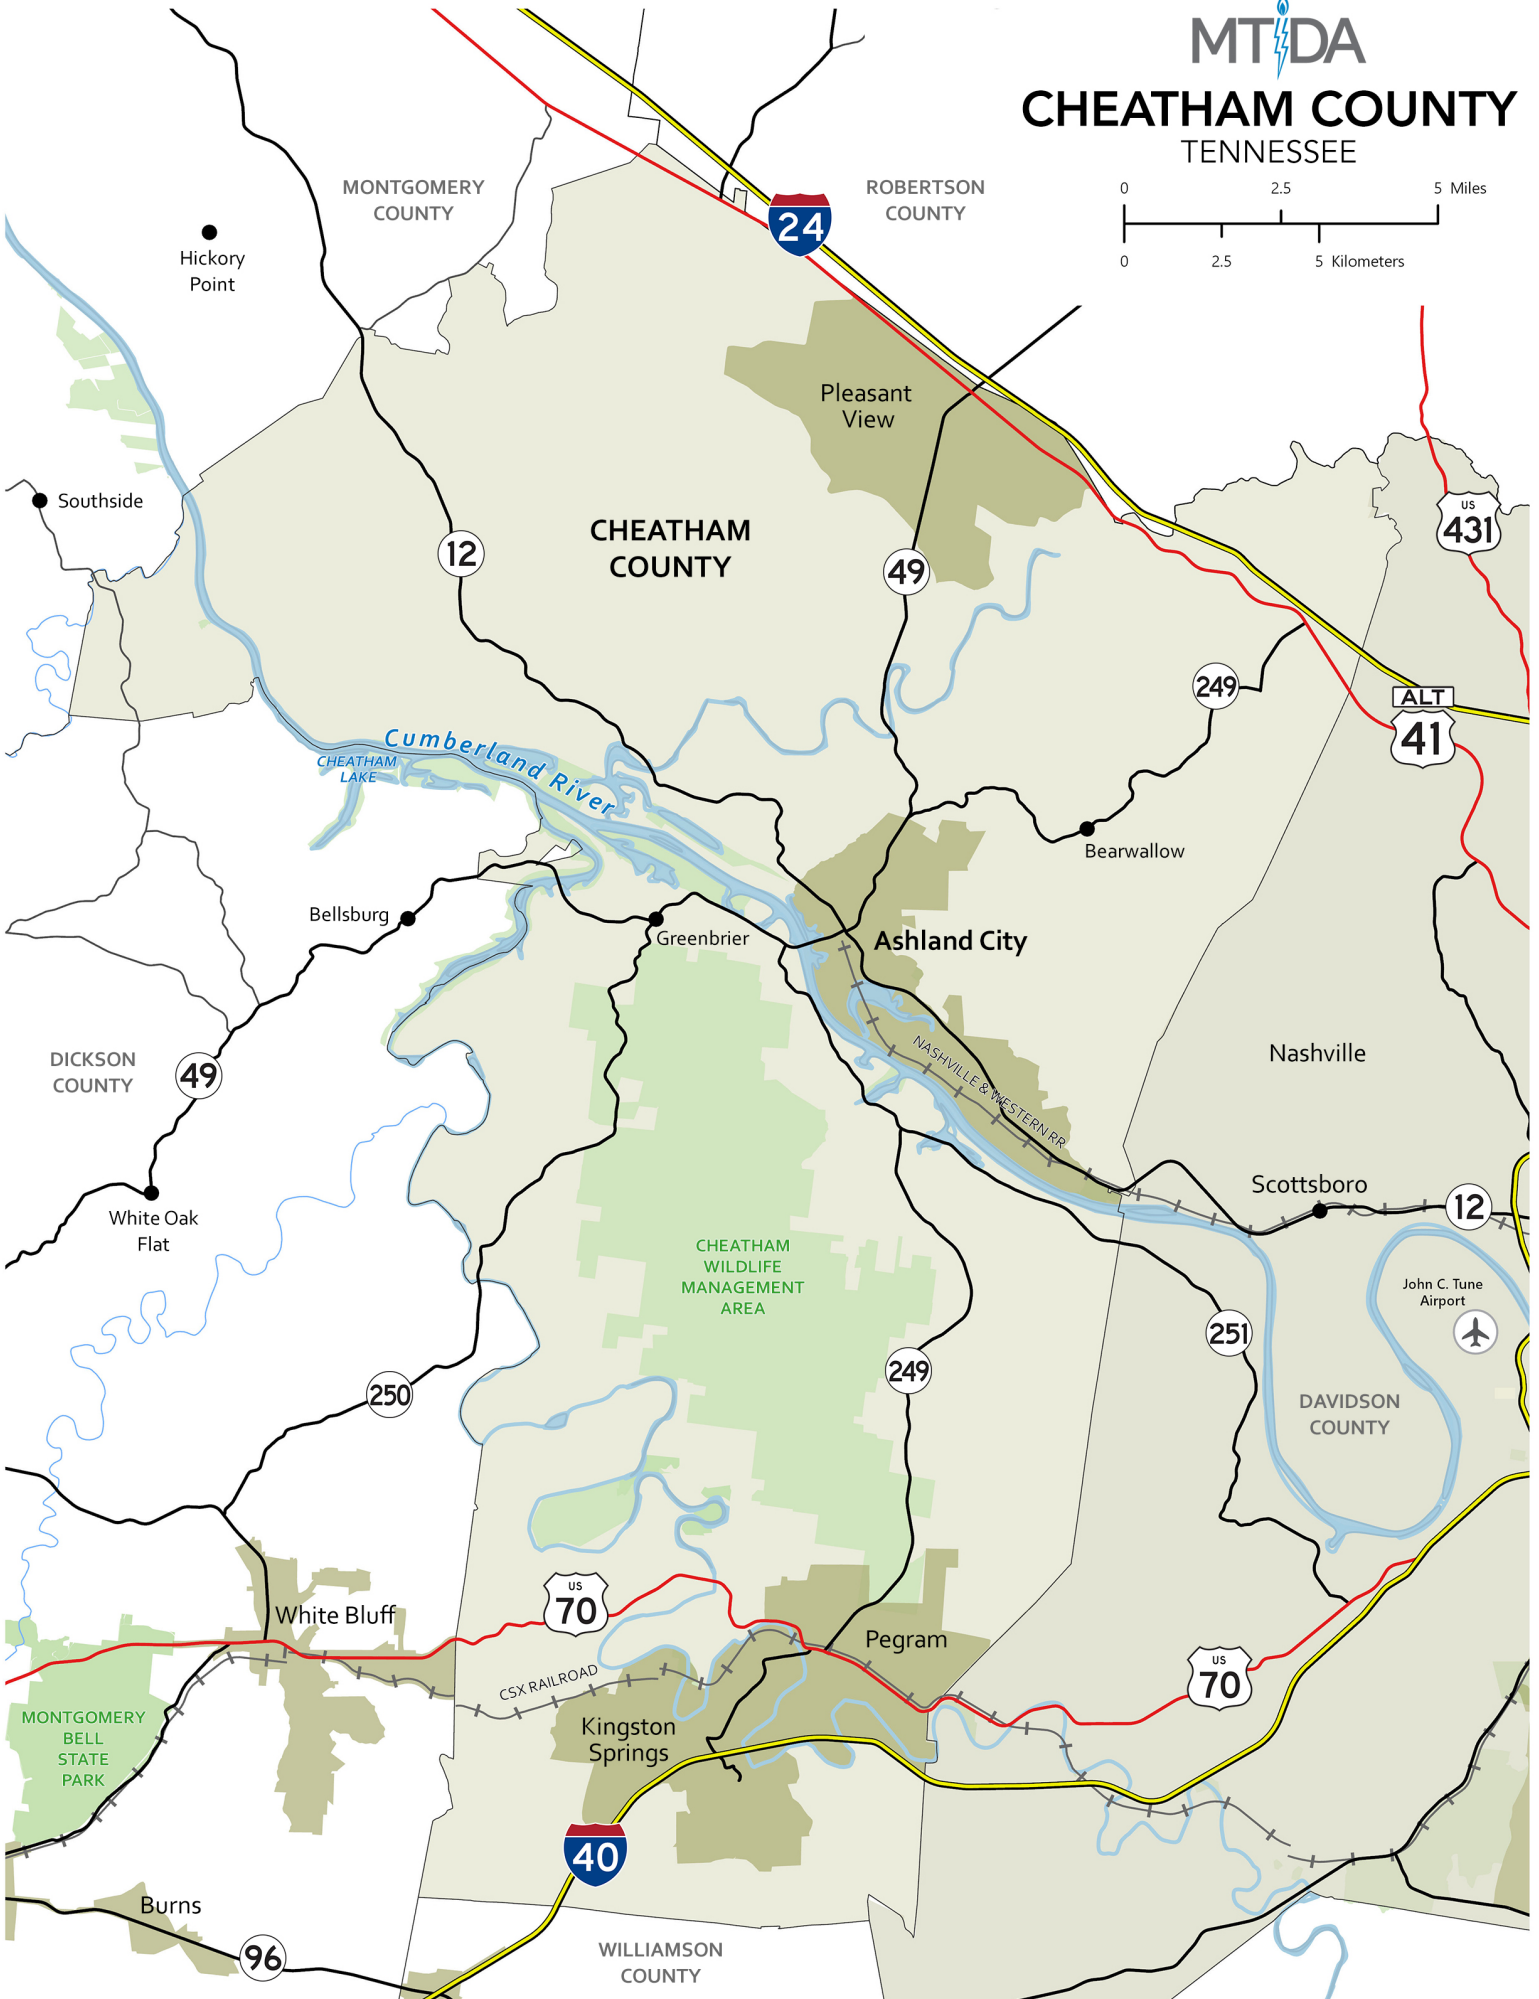 MTIDA
CHEATHAM COUNTY
TENNESSEE
0 2.5 5 Miles
0 2.5 5 Kilometers
MONTGOMERY
COUNTY
ROBERTSON
COUNTY
24
Hickory
Point
Pleasant
View
Southside
CHEATHAM
COUNTY
12
49
US
431
249
ALT
41
Cumberland River
CHEATHAM
LAKE
Bearwallow
Bellsburg
Greenbrier
Ashland City
DICKSON
COUNTY
49
NASHVILLE & WESTERN RR
Nashville
White Oak
Flat
Scottsboro
12
CHEATHAM
WILDLIFE
MANAGEMENT
AREA
John C. Tune
Airport
251
249
250
DAVIDSON
COUNTY
White Bluff
US
70
Pegram
US
70
CSX RAILROAD
MONTGOMERY
BELL
STATE
PARK
Kingston
Springs
40
Burns
96
WILLIAMSON
COUNTY